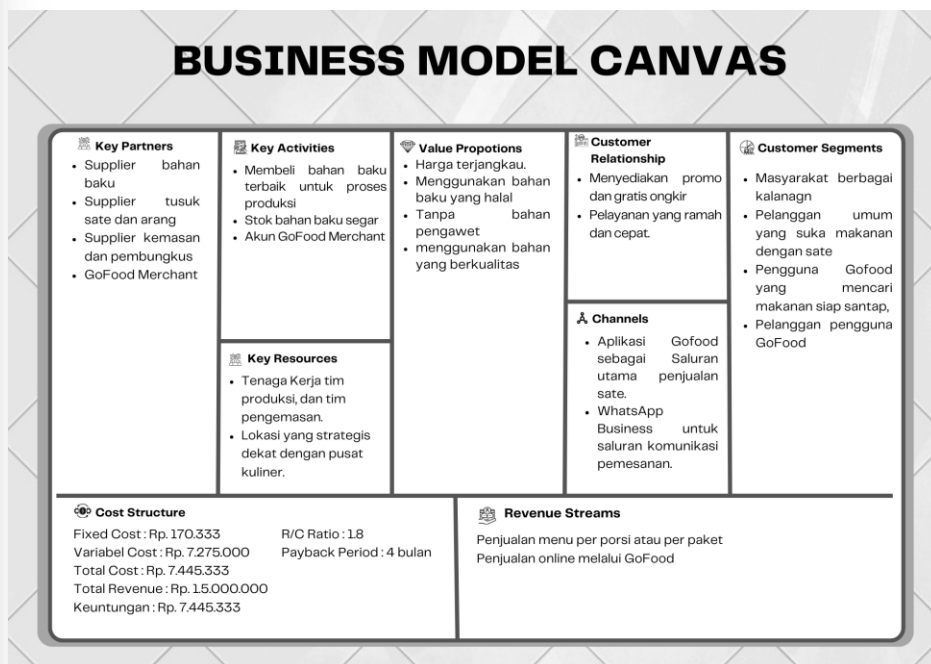 BUSINESS MODEL CANVAS
Key Partners
• Supplier bahan
baku
• Supplier tusuk
sate dan arang
• Supplier kemasan
dan pembungkus
• GoFood Merchant
Key Activities
• Membeli bahan baku
terbaik untuk proses
produksi
• Stok bahan baku segar
• Akun GoFood Merchant
Key Resources
• Tenaga Kerja tim
produksi, dan tim
pengemasan.
• Lokasi yang strategis
dekat dengan pusat
kuliner.
Value Propotions
• Harga terjangkau.
• Menggunakan bahan
baku yang halal
• Tanpa bahan
pengawet
• menggunakan bahan
yang berkualitas
Customer
Relationship
• Menyediakan promo
dan gratis ongkir
• Pelayanan yang ramah
dan cepat.
Channels
• Aplikasi Gofood
sebagai Saluran
utama penjualan
sate.
• WhatsApp
Business untuk
saluran komunikasi
pemesanan.
Customer Segments
• Masyarakat berbagai
kalanagn
• Pelanggan umum
yang suka makanan
dengan sate
• Pengguna Gofood
yang mencari
makanan siap santap,
• Pelanggan pengguna
GoFood
Cost Structure
Fixed Cost : Rp. 170.333
Variabel Cost : Rp. 7.275.000
Total Cost : Rp. 7.445.333
Total Revenue : Rp. 1.5.000.000
Keuntungan : Rp. 7.445.333
R/C Ratio : 1.8
Payback Period : 4 bulan
Revenue Streams
Penjualan menu per porsi atau per paket
Penjualan online melalui GoFood